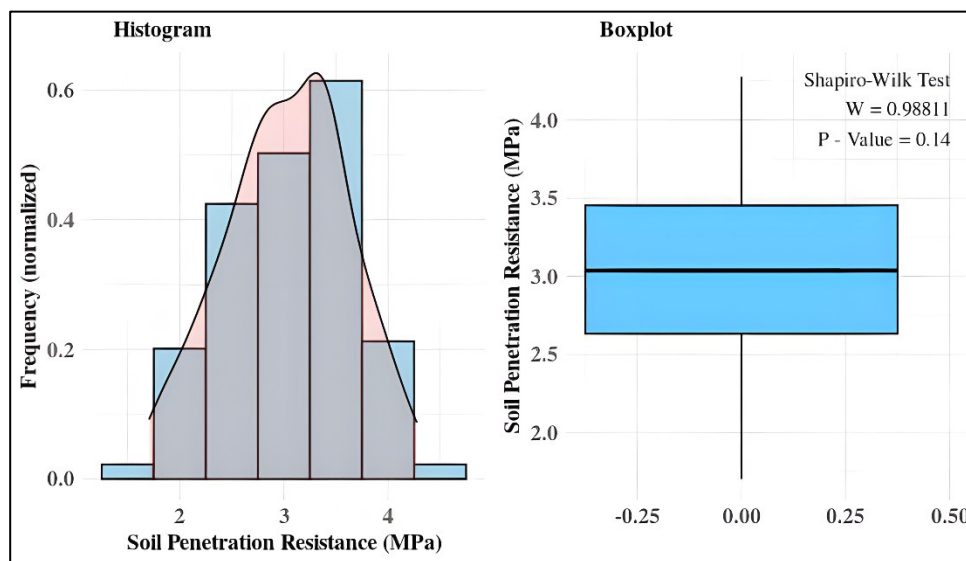 Histogram
Frequency (normalized)
0.6
0.4
0.2
0.0
2 3 4
Soil Penetration Resistance (MPa)
Boxplot
Soil Penetration Resistance (MPa)
Shapiro-Wilk Test
W = 0.98811
P - Value = 0.14
4.0
3.5
3.0
2.5
2.0
-0.25 0.00 0.25 0.50